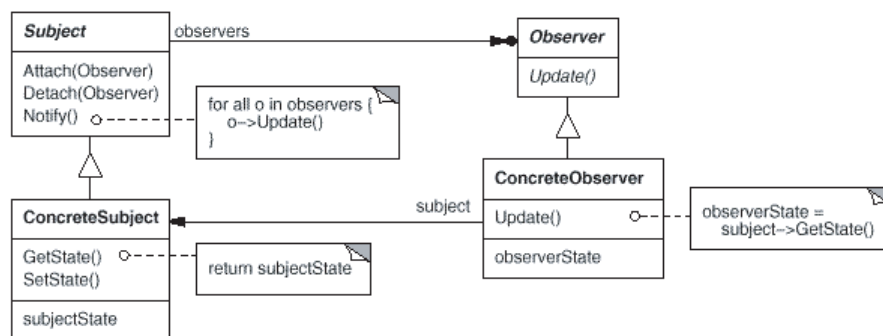 Subject
observers
Observer
Attach(Observer)
Detach(Observer)
Notify()
Update()
for all o in observers {
o->Update()
}
ConcreteObserver
ConcreteSubject
subject
Update()
observerState =
subject->GetState()
GetState()
SetState()
return subjectState
observerState
subjectState